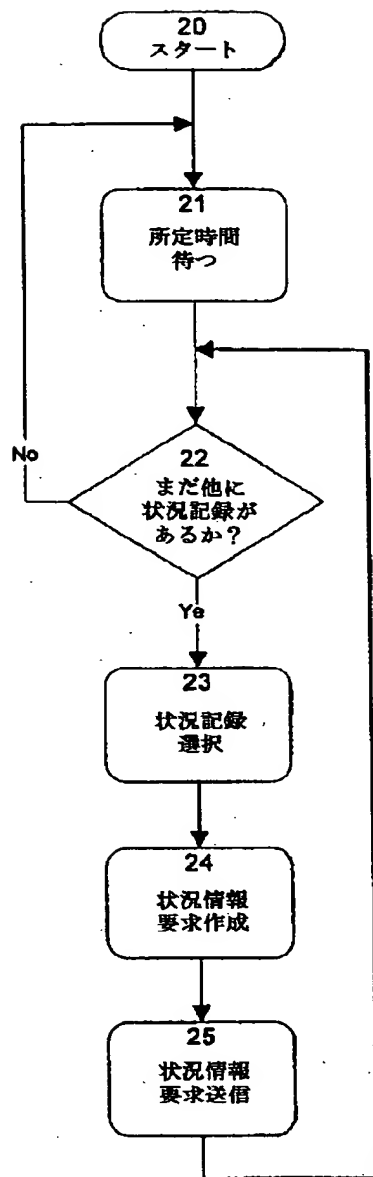 20
スタート
21
所定時間
待つ
No
22
まだ他に
状況記録が
あるか？
Ye
23
状況記録
選択
24
状況情報
要求作成
25
状況情報
要求送信